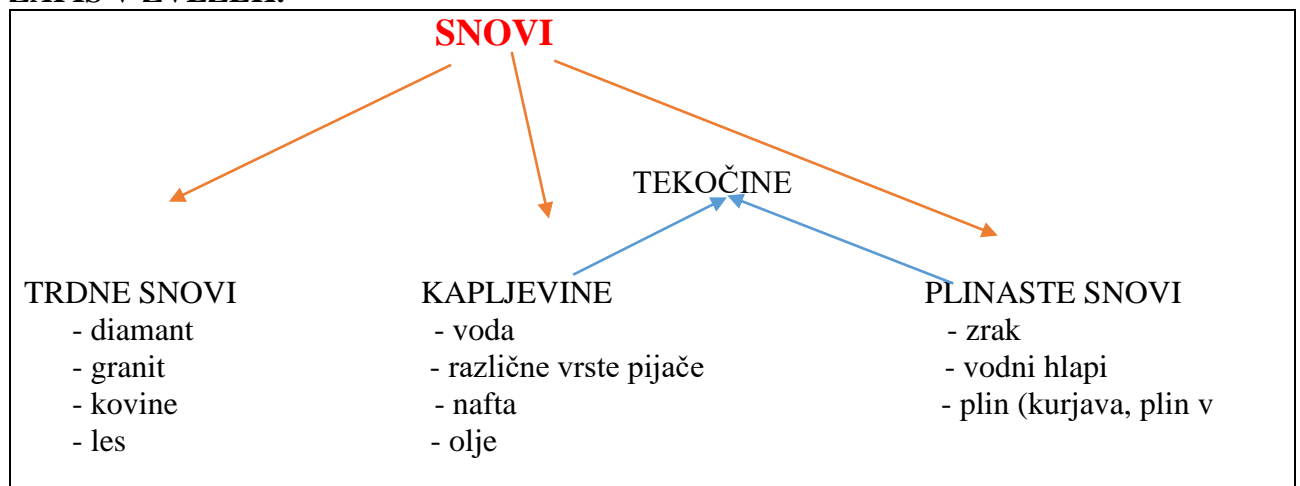 SNOVI
TEKOČINE
TRDNE SNOVI KAPLJEVINE PLINASTE SNOVI
- diamant - voda - zrak
- granit - različne vrste pijače - vodni hlapi
- kovine - nafta - plin (kurjava, plin v
- les - olje